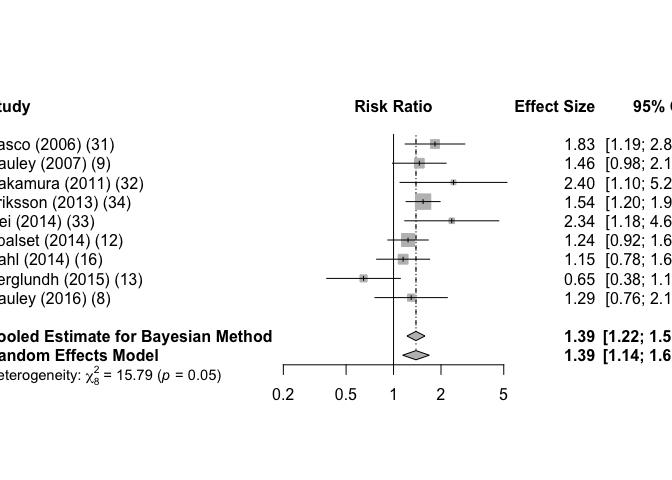 tudy Risk Ratio Effect Size 95% C
asco (2006) (31) 1.83 [1.19; 2.8
auley (2007) (9) 1.46 [0.98; 2.1
akamura (2011) (32) 2.40 [1.10; 5.2
riksson (2013) (34) 1.54 [1.20; 1.9
ei (2014) (33) 2.34 [1.18; 4.6
oalset (2014) (12) 1.24 [0.92; 1.6
ahl (2014) (16) 1.15 [0.78; 1.6
erglundh (2015) (13) 0.65 [0.38; 1.1
auley (2016) (8) 1.29 [0.76; 2.1
ooled Estimate for Bayesian Method 1.39 [1.22; 1.5
andom Effects Model 1.39 [1.14; 1.6
eterogeneity: χ²₈ = 15.79 (p = 0.05)
0.2 0.5 1 2 5